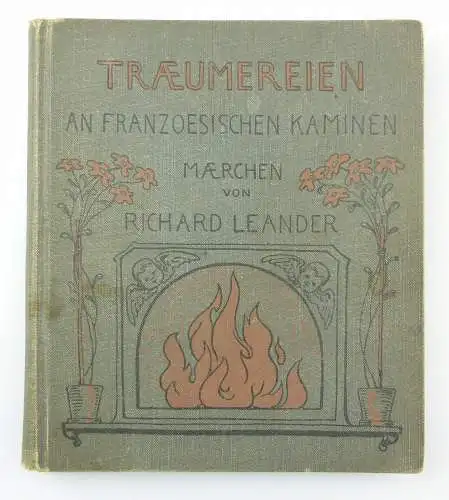 TRÆUMEREIEN
AN FRANZOESISCHEN KAMINEN
MÆRCHEN
VON
RICHARD LEANDER